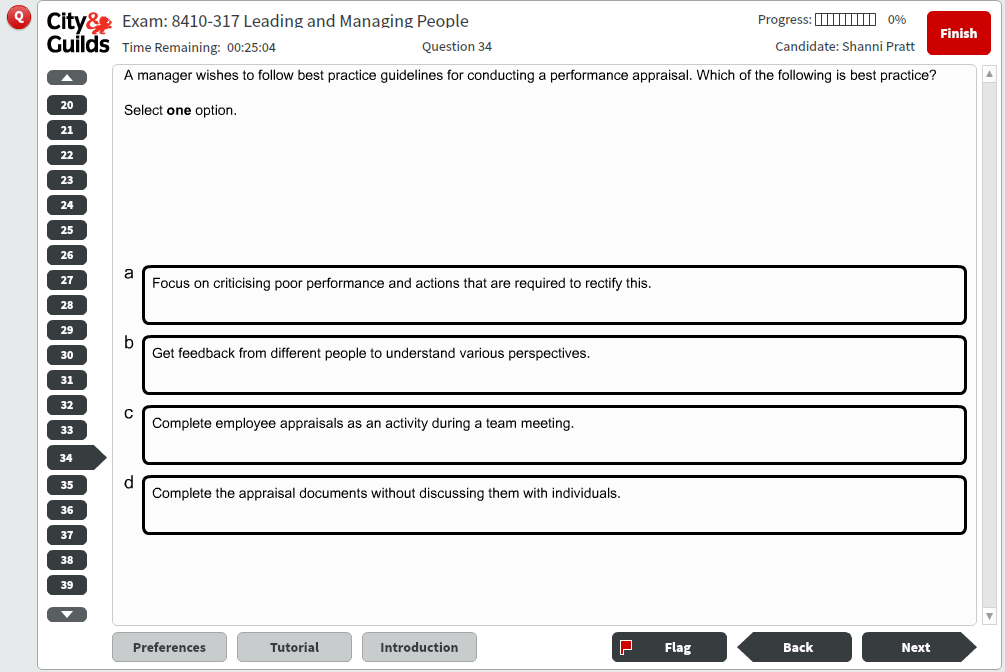 Q
City&
Guilds
Exam: 8410-317 Leading and Managing People
Time Remaining: 00:25:04
Question 34
Progress: 0%
Candidate: Shanni Pratt
Finish
20
21
22
23
24
25
26
27
28
29
30
31
32
33
34
35
36
37
38
39
A manager wishes to follow best practice guidelines for conducting a performance appraisal. Which of the following is best practice?
Select one option.
a
Focus on criticising poor performance and actions that are required to rectify this.
b
Get feedback from different people to understand various perspectives.
c
Complete employee appraisals as an activity during a team meeting.
d
Complete the appraisal documents without discussing them with individuals.
Preferences
Tutorial
Introduction
Flag
Back
Next